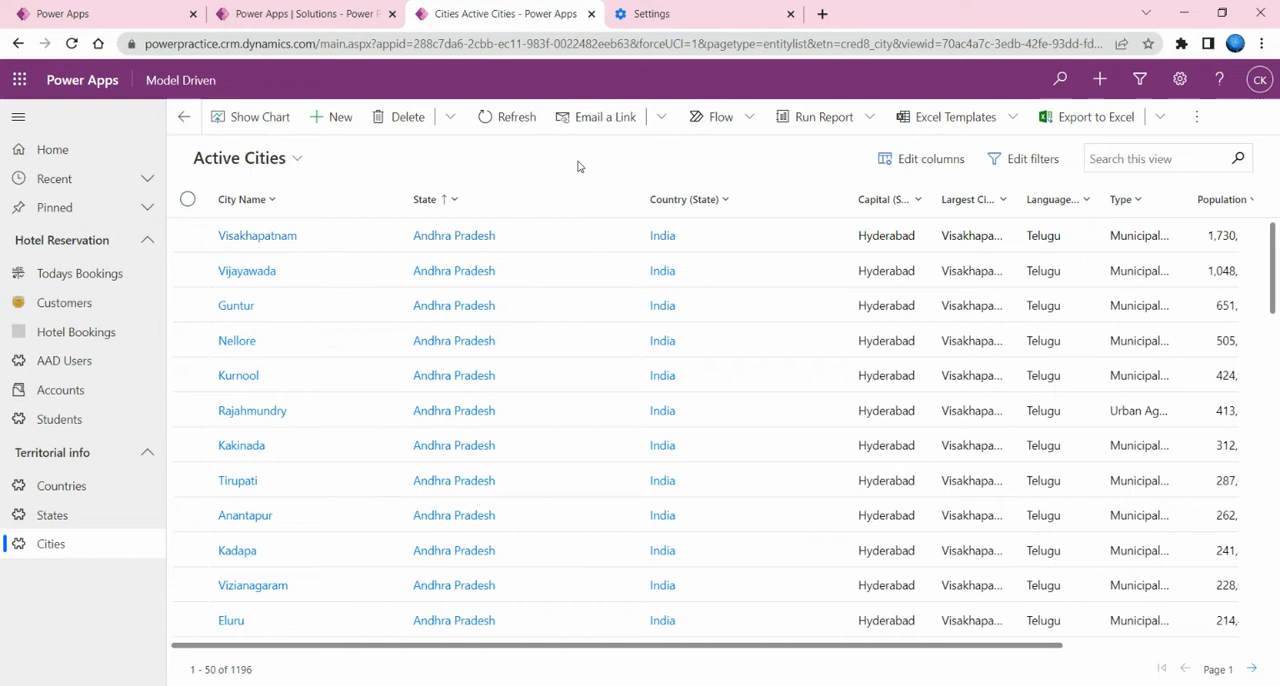 Power Apps
Power Apps | Solutions - Power P
Cities Active Cities - Power Apps
Settings
powerpractice.crm.dynamics.com/main.aspx?appid=288c7da6-2cbb-ec11-983f-0022482eeb63&forceUCI=1&pagetype=entitylist&etn=cred8_city&viewid=70ac4a7c-3edb-42fe-93dd-fd...
Power Apps Model Driven CK
Show Chart New Delete Refresh Email a Link Flow Run Report Excel Templates Export to Excel
Home
Recent
Pinned
Hotel Reservation
Todays Bookings
Customers
Hotel Bookings
AAD Users
Accounts
Students
Territorial info
Countries
States
Cities
Active Cities Edit columns Edit filters Search this view
City Name State ↑ Country (State) Capital (S... Largest Ci... Language... Type Population
Visakhapatnam Andhra Pradesh India Hyderabad Visakhapa... Telugu Municipal... 1,730,
Vijayawada Andhra Pradesh India Hyderabad Visakhapa... Telugu Municipal... 1,048,
Guntur Andhra Pradesh India Hyderabad Visakhapa... Telugu Municipal... 651,
Nellore Andhra Pradesh India Hyderabad Visakhapa... Telugu Municipal... 505,
Kurnool Andhra Pradesh India Hyderabad Visakhapa... Telugu Municipal... 424,
Rajahmundry Andhra Pradesh India Hyderabad Visakhapa... Telugu Urban Ag... 413,
Kakinada Andhra Pradesh India Hyderabad Visakhapa... Telugu Municipal... 312,
Tirupati Andhra Pradesh India Hyderabad Visakhapa... Telugu Municipal... 287,
Anantapur Andhra Pradesh India Hyderabad Visakhapa... Telugu Municipal... 262,
Kadapa Andhra Pradesh India Hyderabad Visakhapa... Telugu Municipal... 241,
Vizianagaram Andhra Pradesh India Hyderabad Visakhapa... Telugu Municipal... 228,
Eluru Andhra Pradesh India Hyderabad Visakhapa... Telugu Municipal... 214,
1 - 50 of 1196 Page 1